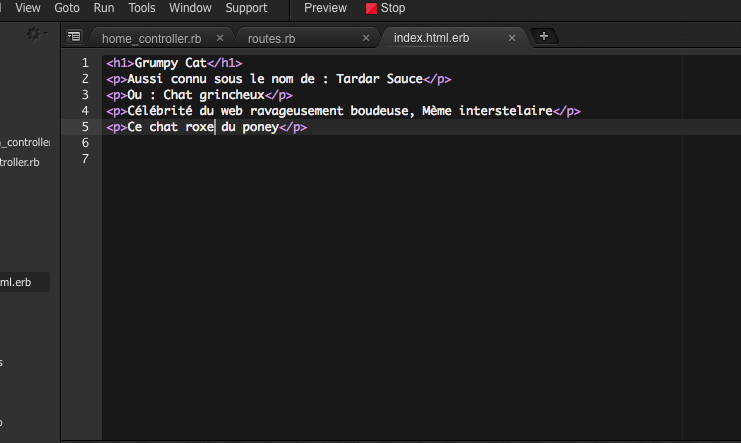 View Goto Run Tools Window Support Preview Stop
home_controller.rb × routes.rb × index.html.erb × +
1 <h1>Grumpy Cat</h1>
2 <p>Aussi connu sous le nom de : Tardar Sauce</p>
3 <p>Ou : Chat grincheux</p>
4 <p>Célébrité du web ravageusement boudeuse, Mème interstelaire</p>
5 <p>Ce chat roxe du poney</p>
6
7
_controller
troller.rb
ml.erb